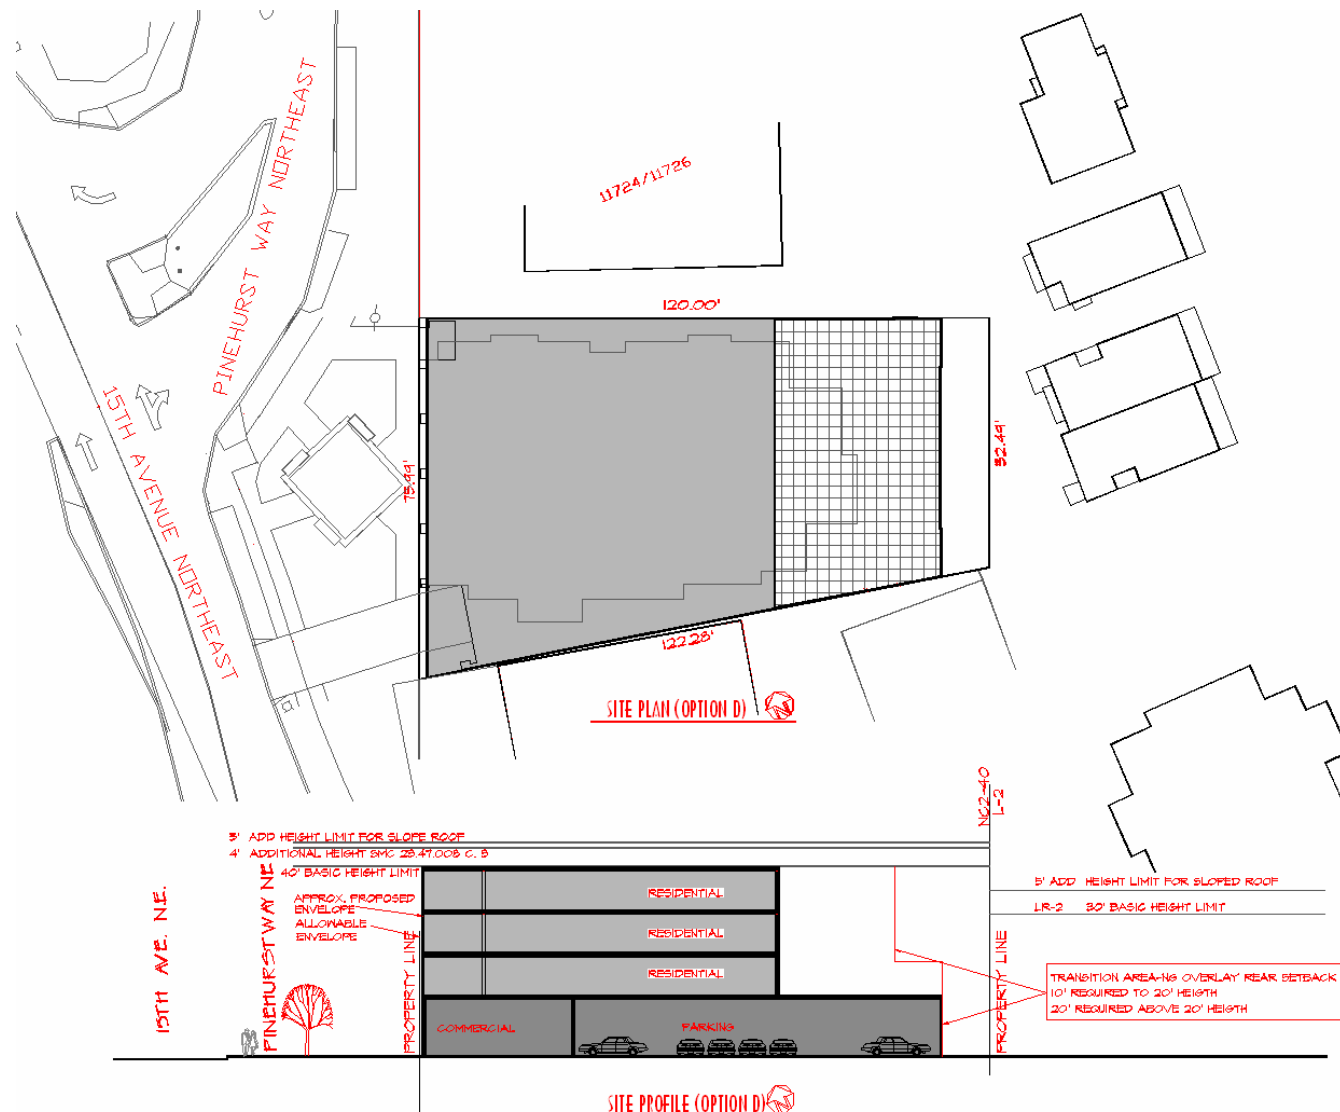 PINEHURST WAY NORTHEAST
15TH AVENUE NORTHEAST
11724/11726
120.00'
75.99'
52.49'
122.28'
SITE PLAN (OPTION D)
N
NC2-40
L-2
3' ADD HEIGHT LIMIT FOR SLOPE ROOF
4' ADDITIONAL HEIGHT SMC 23.47.008 C. 3
40' BASIC HEIGHT LIMIT
APPROX. PROPOSED
ENVELOPE
ALLOWABLE
ENVELOPE
15TH AVE. N.E.
PINEHURST WAY NE
PROPERTY LINE
RESIDENTIAL
RESIDENTIAL
RESIDENTIAL
COMMERCIAL
PARKING
PROPERTY LINE
5' ADD HEIGHT LIMIT FOR SLOPED ROOF
LR-2 30' BASIC HEIGHT LIMIT
TRANSITION AREA-NG OVERLAY REAR SETBACK
10' REQUIRED TO 20' HEIGTH
20' REQUIRED ABOVE 20' HEIGTH
SITE PROFILE (OPTION D)
N